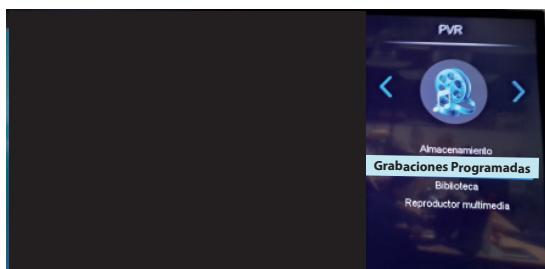 PVR
Almacenamiento
Grabaciones Programadas
Biblioteca
Reproductor multimedia